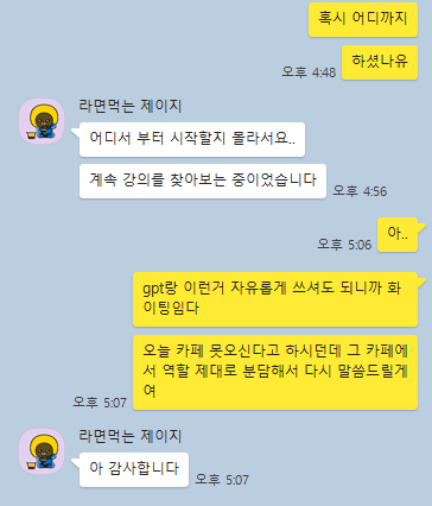 혹시 어디까지
하셨나유
오후 4:48
라면먹는 제이지
어디서 부터 시작할지 몰라서요..
계속 강의를 찾아보는 중이었습니다
오후 4:56
아..
오후 5:06
gpt랑 이런거 자유롭게 쓰셔도 되니까 화
이팅임다
오늘 카페 못오신다고 하시던데 그 카페에
서 역할 제대로 분담해서 다시 말씀드릴게
여
오후 5:07
라면먹는 제이지
아 감사합니다
오후 5:07